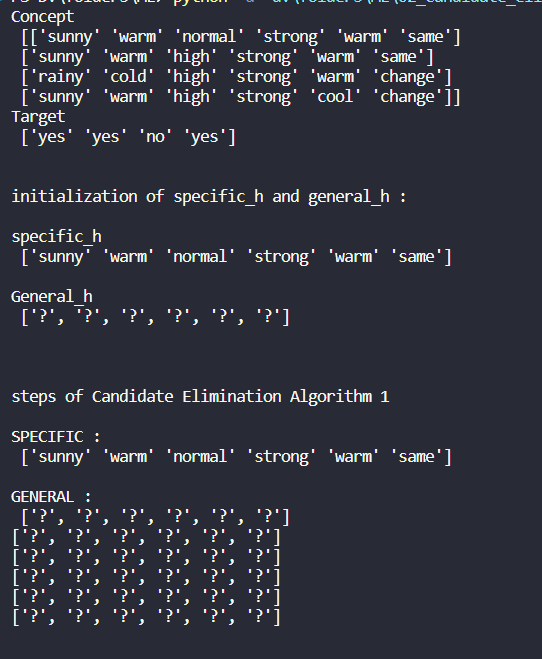 Concept
[['sunny' 'warm' 'normal' 'strong' 'warm' 'same']
['sunny' 'warm' 'high' 'strong' 'warm' 'same']
['rainy' 'cold' 'high' 'strong' 'warm' 'change']
['sunny' 'warm' 'high' 'strong' 'cool' 'change']]
Target
['yes' 'yes' 'no' 'yes']
initialization of specific_h and general_h :
specific_h
['sunny' 'warm' 'normal' 'strong' 'warm' 'same']
General_h
['?', '?', '?', '?', '?', '?']
steps of Candidate Elimination Algorithm 1
SPECIFIC :
['sunny' 'warm' 'normal' 'strong' 'warm' 'same']
GENERAL :
['?', '?', '?', '?', '?', '?']
['?', '?', '?', '?', '?', '?']
['?', '?', '?', '?', '?', '?']
['?', '?', '?', '?', '?', '?']
['?', '?', '?', '?', '?', '?']
['?', '?', '?', '?', '?', '?']